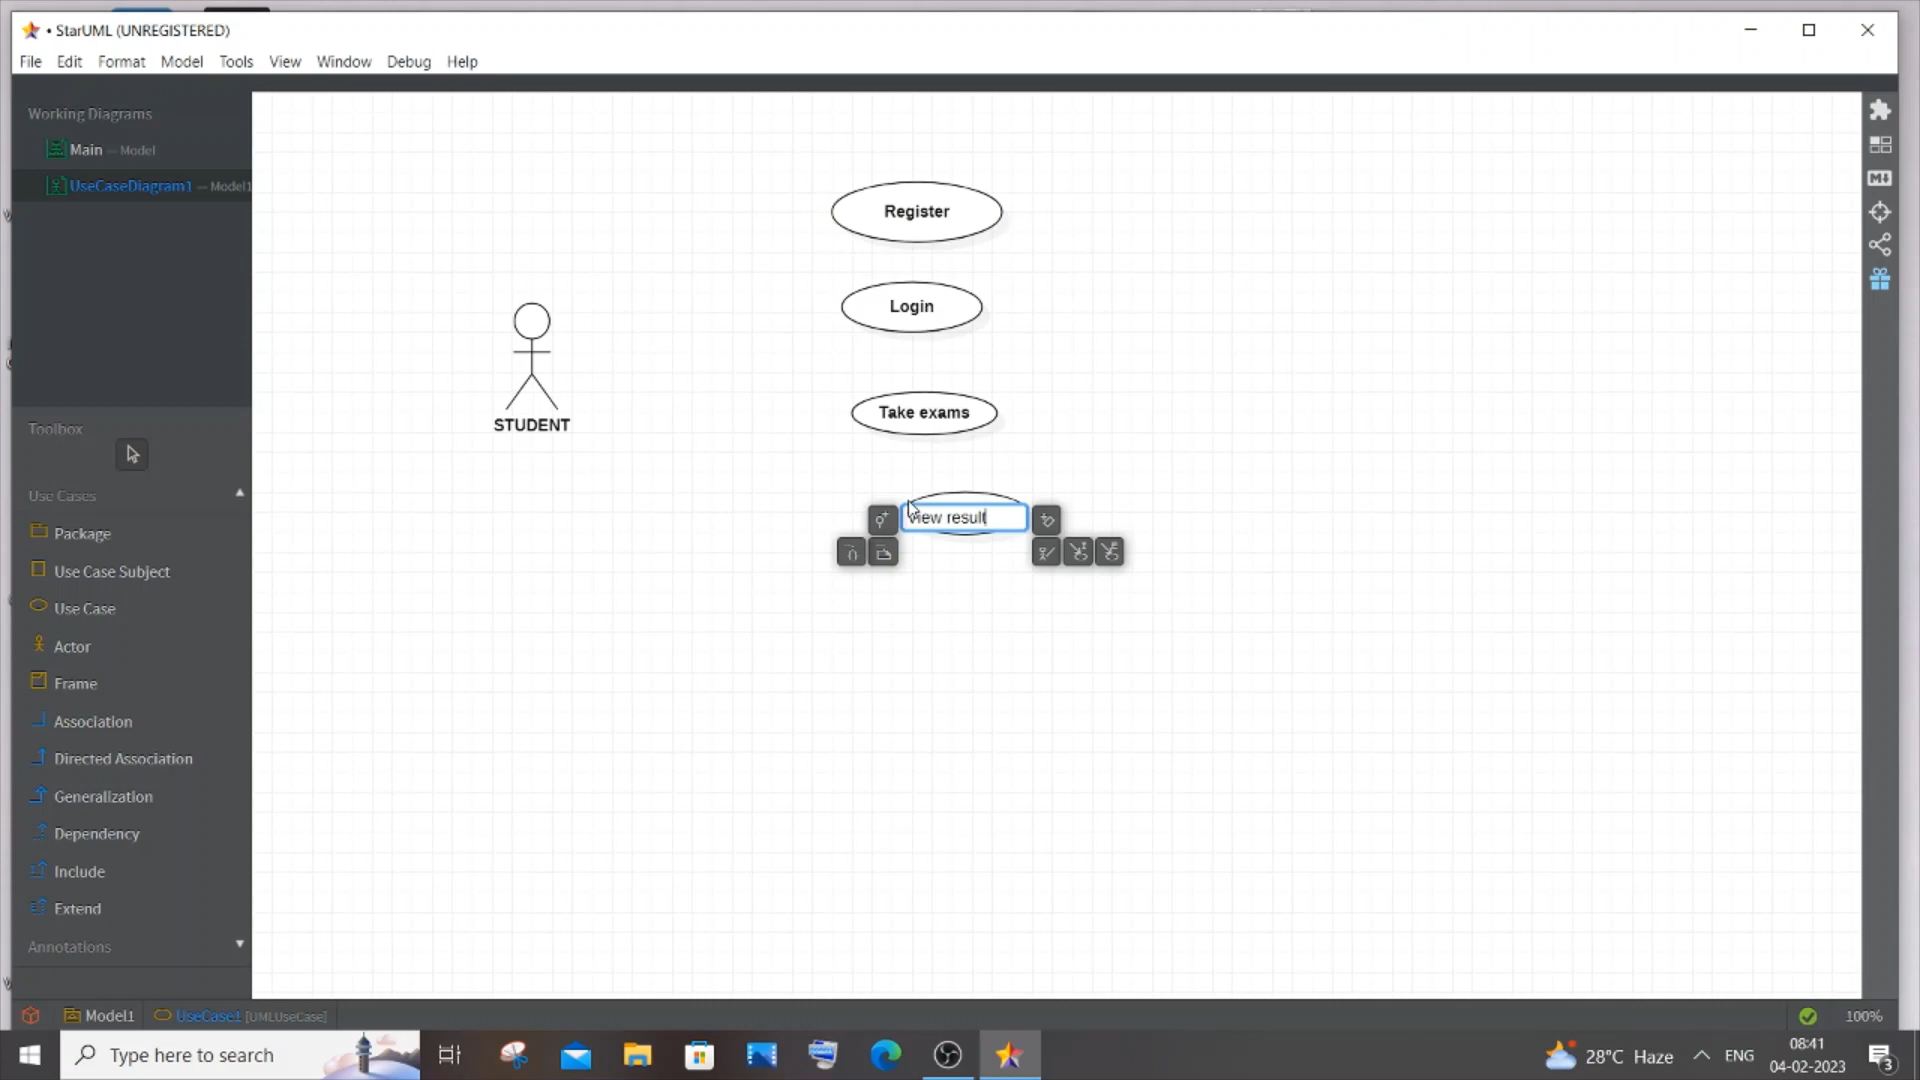 • StarUML (UNREGISTERED)
File Edit Format Model Tools View Window Debug Help
Working Diagrams
Main — Model
UseCaseDiagram1 — Model1
Toolbox
Use Cases
Package
Use Case Subject
Use Case
Actor
Frame
Association
Directed Association
Generalization
Dependency
Include
Extend
Annotations
Register
Login
STUDENT
Take exams
View result
M
Model1 UseCase1 [UMLUseCase]
100%
Type here to search
28°C Haze
ENG
08:41
04-02-2023
3